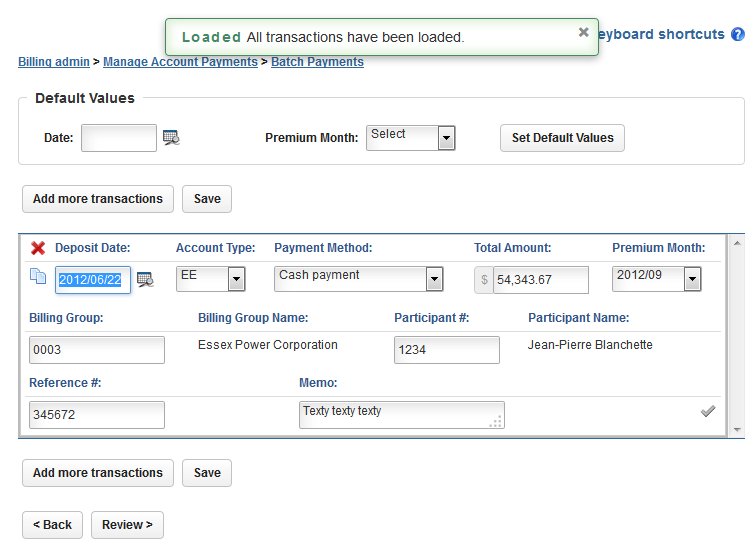 Loaded All transactions have been loaded.
eyboard shortcuts ?
Billing admin > Manage Account Payments > Batch Payments
Default Values
Date: Premium Month: Select Set Default Values
Add more transactions Save
Deposit Date: Account Type: Payment Method: Total Amount: Premium Month:
2012/06/22 EE Cash payment $ 54,343.67 2012/09
Billing Group: Billing Group Name: Participant #: Participant Name:
0003 Essex Power Corporation 1234 Jean-Pierre Blanchette
Reference #: Memo:
345672 Texty texty texty
Add more transactions Save
< Back Review >